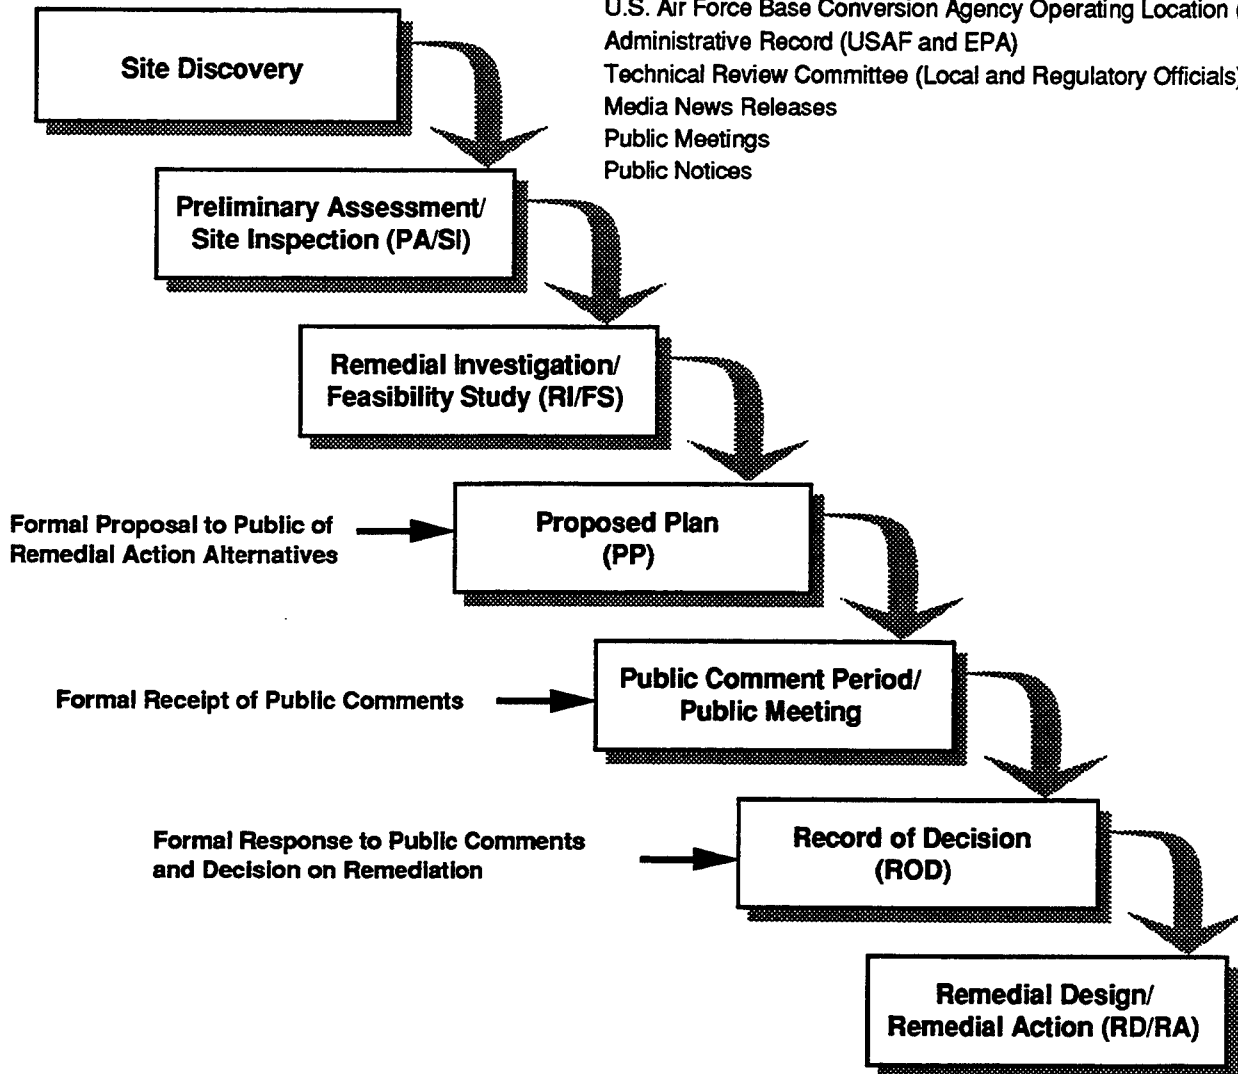 U.S. Air Force Base Conversion Agency Operating Location (
Administrative Record (USAF and EPA)
Technical Review Committee (Local and Regulatory Officials)
Media News Releases
Public Meetings
Public Notices
Site Discovery
Preliminary Assessment/
Site Inspection (PA/SI)
Remedial Investigation/
Feasibility Study (RI/FS)
Formal Proposal to Public of
Remedial Action Alternatives
Proposed Plan
(PP)
Formal Receipt of Public Comments
Public Comment Period/
Public Meeting
Formal Response to Public Comments
and Decision on Remediation
Record of Decision
(ROD)
Remedial Design/
Remedial Action (RD/RA)